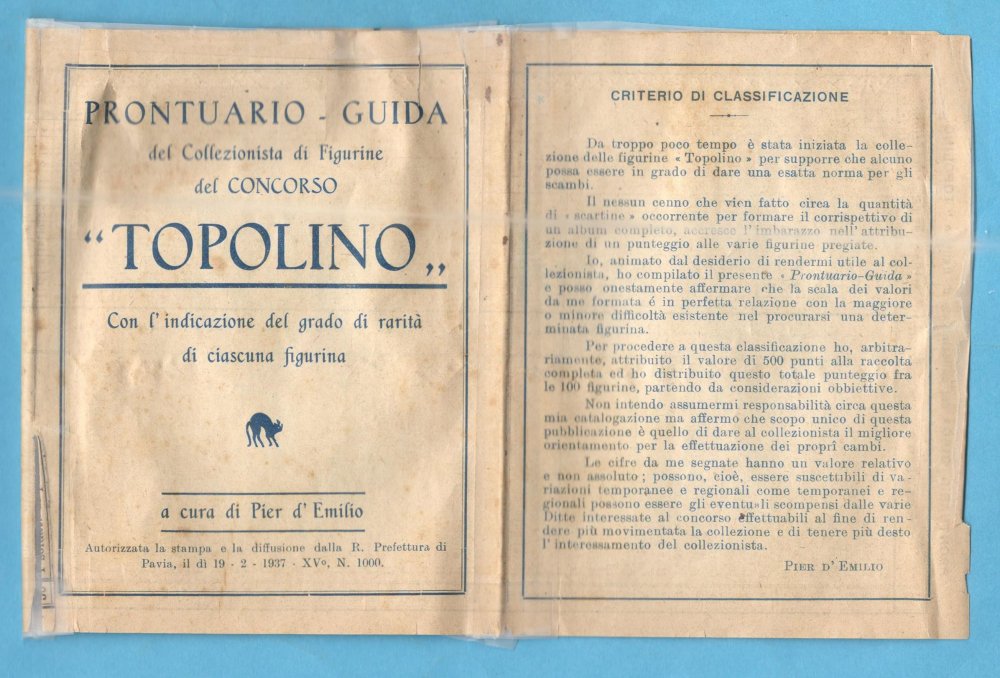 PRONTUARIO - GUIDA
del Collezionista di Figurine
del CONCORSO
"TOPOLINO„
Con l'indicazione del grado di rarità
di ciascuna figurina
a cura di Pier d'Emilio
Autorizzata la stampa e la diffusione dalla R. Prefettura di
Pavia, il dì 19 - 2 - 1937 - XVº, N. 1000.
CRITERIO DI CLASSIFICAZIONE
Da troppo poco tempo è stata iniziata la colle-
zione delle figurine « Topolino » per supporre che alcuno
possa essere in grado di dare una esatta norma per gli
scambi.
Il nessun cenno che vien fatto circa la quantità
di « scartine » occorrente per formare il corrispettivo di
un album completo, accresce l'imbarazzo nell'attribu-
zione di un punteggio alle varie figurine pregiate.
Io, animato dal desiderio di rendermi utile al col-
lezionista, ho compilato il presente « Prontuario-Guida »
e posso onestamente affermare che la scala dei valori
da me formata é in perfetta relazione con la maggiore
o minore difficoltà esistente nel procurarsi una deter-
minata figurina.
Per procedere a questa classificazione ho, arbitra-
riamente, attribuito il valore di 500 punti alla raccolta
completa ed ho distribuito questo totale punteggio fra
le 100 figurine, partendo da considerazioni obbiettive.
Non intendo assumermi responsabilità circa questa
mia catalogazione ma affermo che scopo unico di questa
pubblicazione è quello di dare al collezionista il migliore
orientamento per la effettuazione dei proprî cambi.
Le cifre da me segnate hanno un valore relativo
e non assoluto ; possono, cioè, essere suscettibili di va-
riazioni temporanee e regionali come temporanei e re-
gionali possono essere gli eventuali scompensi dalle varie
Ditte interessate al concorso effettuabili al fine di ren-
dere più movimentata la collezione e di tenere più desto
l'interessamento del collezionista.
PIER D'EMILIO